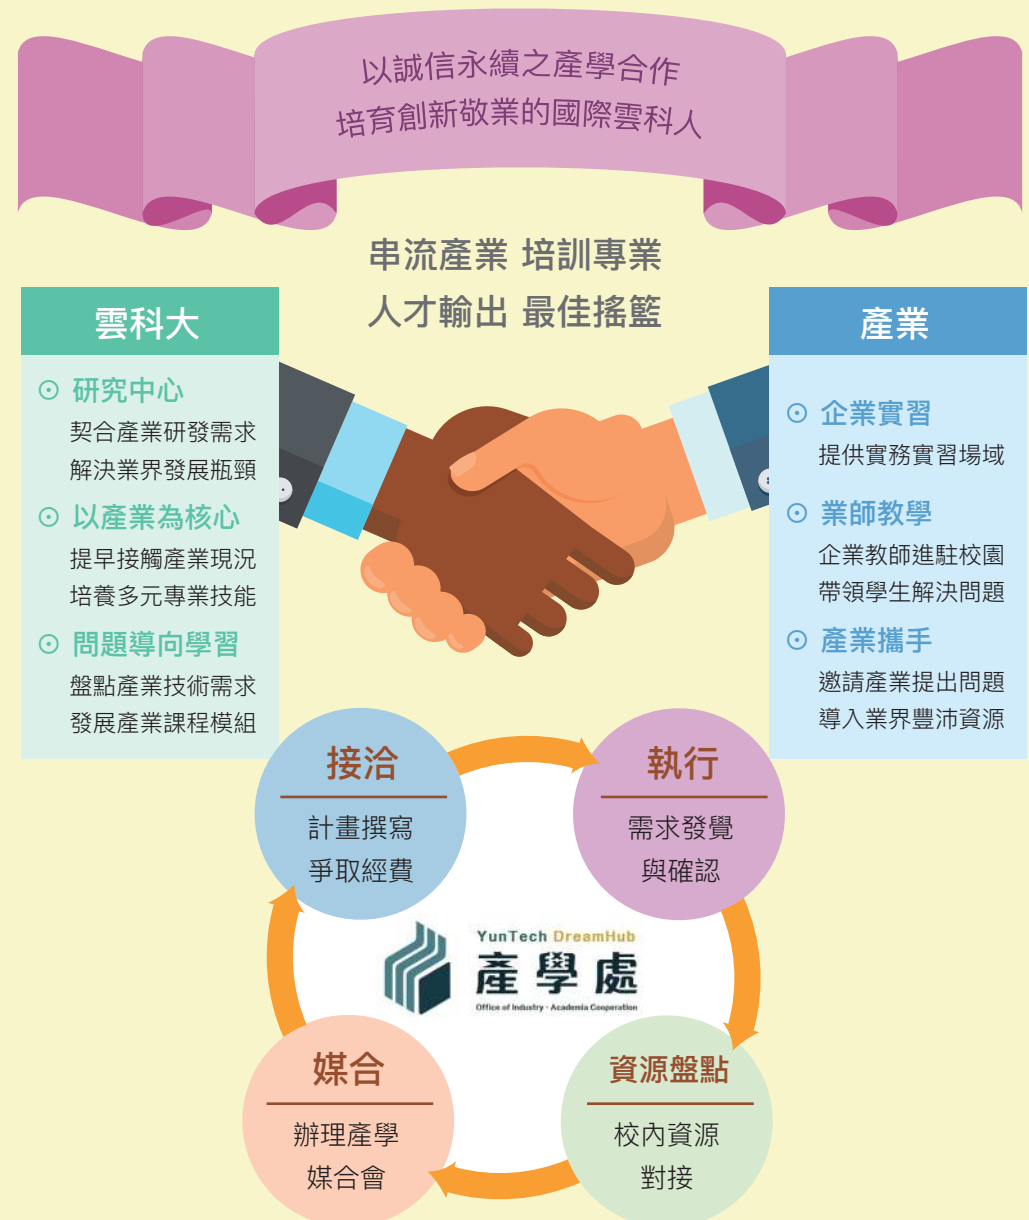 以誠信永續之產學合作
培育創新敬業的國際雲科人
串流產業 培訓專業
人才輸出 最佳搖籃
雲科大
⊙ 研究中心
契合產業研發需求
解決業界發展瓶頸
⊙ 以產業為核心
提早接觸產業現況
培養多元專業技能
⊙ 問題導向學習
盤點產業技術需求
發展產業課程模組
產業
⊙ 企業實習
提供實務實習場域
⊙ 業師教學
企業教師進駐校園
帶領學生解決問題
⊙ 產業攜手
邀請產業提出問題
導入業界豐沛資源
接洽
計畫撰寫
爭取經費
執行
需求發覺
與確認
YunTech DreamHub
產學處
Office of Industry - Academia Cooperation
媒合
辦理產學
媒合會
資源盤點
校內資源
對接